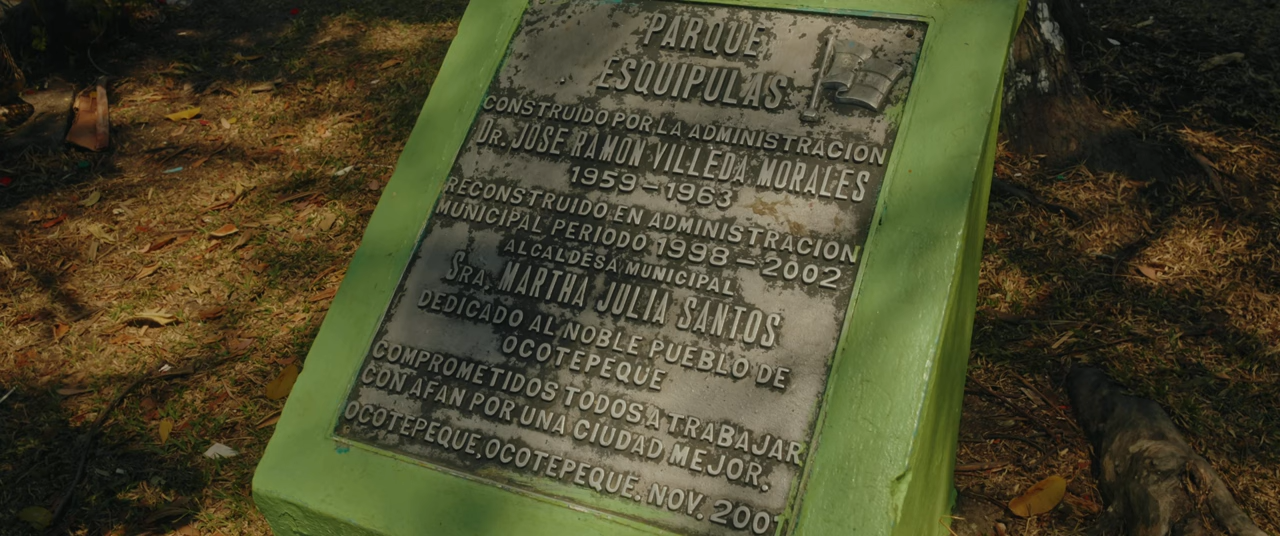 PARQUE
ESQUIPULAS
CONSTRUIDO POR LA ADMINISTRACION
DR. JOSE RAMON VILLEDA MORALES
1959-1963
RECONSTRUIDO EN ADMINISTRACION
MUNICIPAL PERIODO 1998-2002
ALCALDESA MUNICIPAL
SRA. MARTHA JULIA SANTOS
DEDICADO AL NOBLE PUEBLO DE
OCOTEPEQUE
COMPROMETIDOS TODOS A TRABAJAR
CON AFAN POR UNA CIUDAD MEJOR.
OCOTEPEQUE, OCOTEPEQUE. NOV. 2001